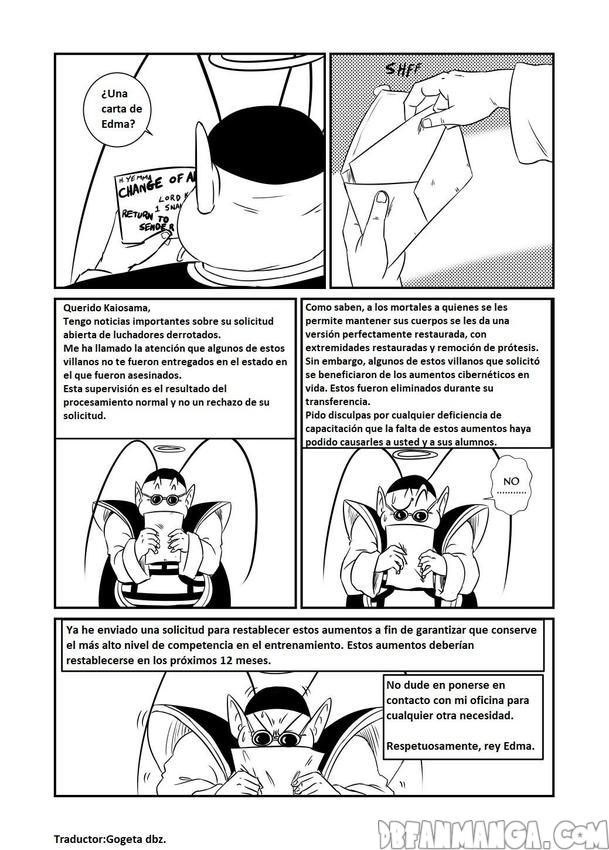 ¿Una
carta de
Edma?
SHFF
H.YEMMA
CHANGE OF
LORD
1 SNA
RETURN
TO
SENDER
Querido Kaiosama,
Tengo noticias importantes sobre su solicitud
abierta de luchadores derrotados.
Me ha llamado la atención que algunos de estos
villanos no te fueron entregados en el estado en
el que fueron asesinados.
Esta supervisión es el resultado del
procesamiento normal y no un rechazo de su
solicitud.
Como saben, a los mortales a quienes se les
permite mantener sus cuerpos se les da una
versión perfectamente restaurada, con
extremidades restauradas y remoción de prótesis.
Sin embargo, algunos de estos villanos que solicitó
se beneficiaron de los aumentos cibernéticos en
vida. Estos fueron eliminados durante su
transferencia.
Pido disculpas por cualquier deficiencia de
capacitación que la falta de estos aumentos haya
podido causarles a usted y a sus alumnos.
NO
..........
Ya he enviado una solicitud para restablecer estos aumentos a fin de garantizar que conserve
el más alto nivel de competencia en el entrenamiento. Estos aumentos deberían
restablecerse en los próximos 12 meses.
No dude en ponerse en
contacto con mi oficina para
cualquier otra necesidad.
Respetuosamente, rey Edma.
Traductor:Gogeta dbz.
DBFANMANGA.COM